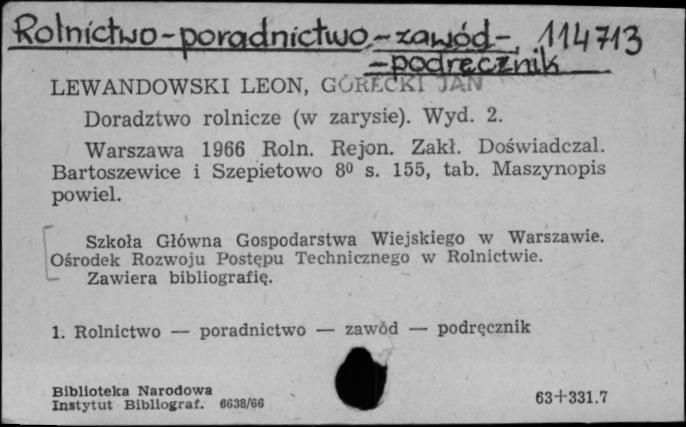 Rolnictwo-poradnictwo-zawód- 114713
-podręcznik
LEWANDOWSKI LEON, GÓRECKI JAN
Doradztwo rolnicze (w zarysie). Wyd. 2.
Warszawa 1966 Roln. Rejon. Zakł. Doświadczal.
Bartoszewice i Szepietowo 8⁰ s. 155, tab. Maszynopis
powiel.
Szkoła Główna Gospodarstwa Wiejskiego w Warszawie.
Ośrodek Rozwoju Postępu Technicznego w Rolnictwie.
Zawiera bibliografię.
1. Rolnictwo — poradnictwo — zawód — podręcznik
Biblioteka Narodowa
Instytut Bibliograf. 6638/66
63+331.7